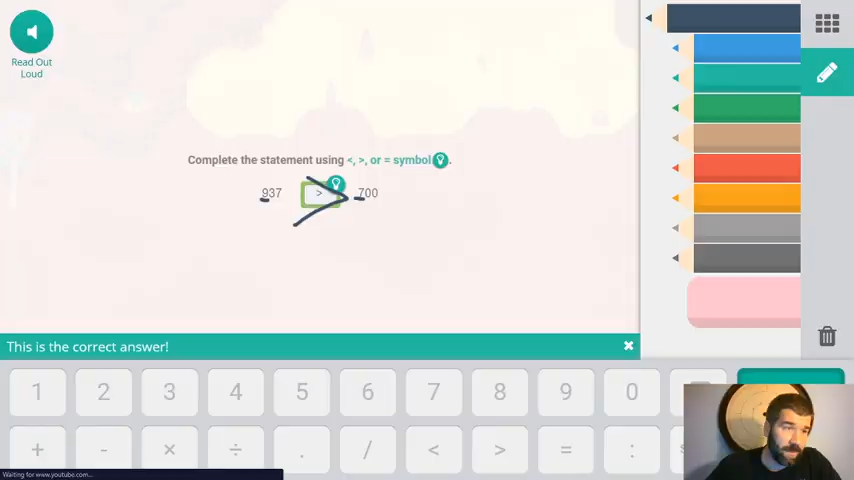 Read Out
Loud
Complete the statement using <, >, or = symbol.
937 > 700
This is the correct answer!
1 2 3 4 5 6 7 8 9 0
+ - × ÷ . / < > = :
Waiting for www.youtube.com...